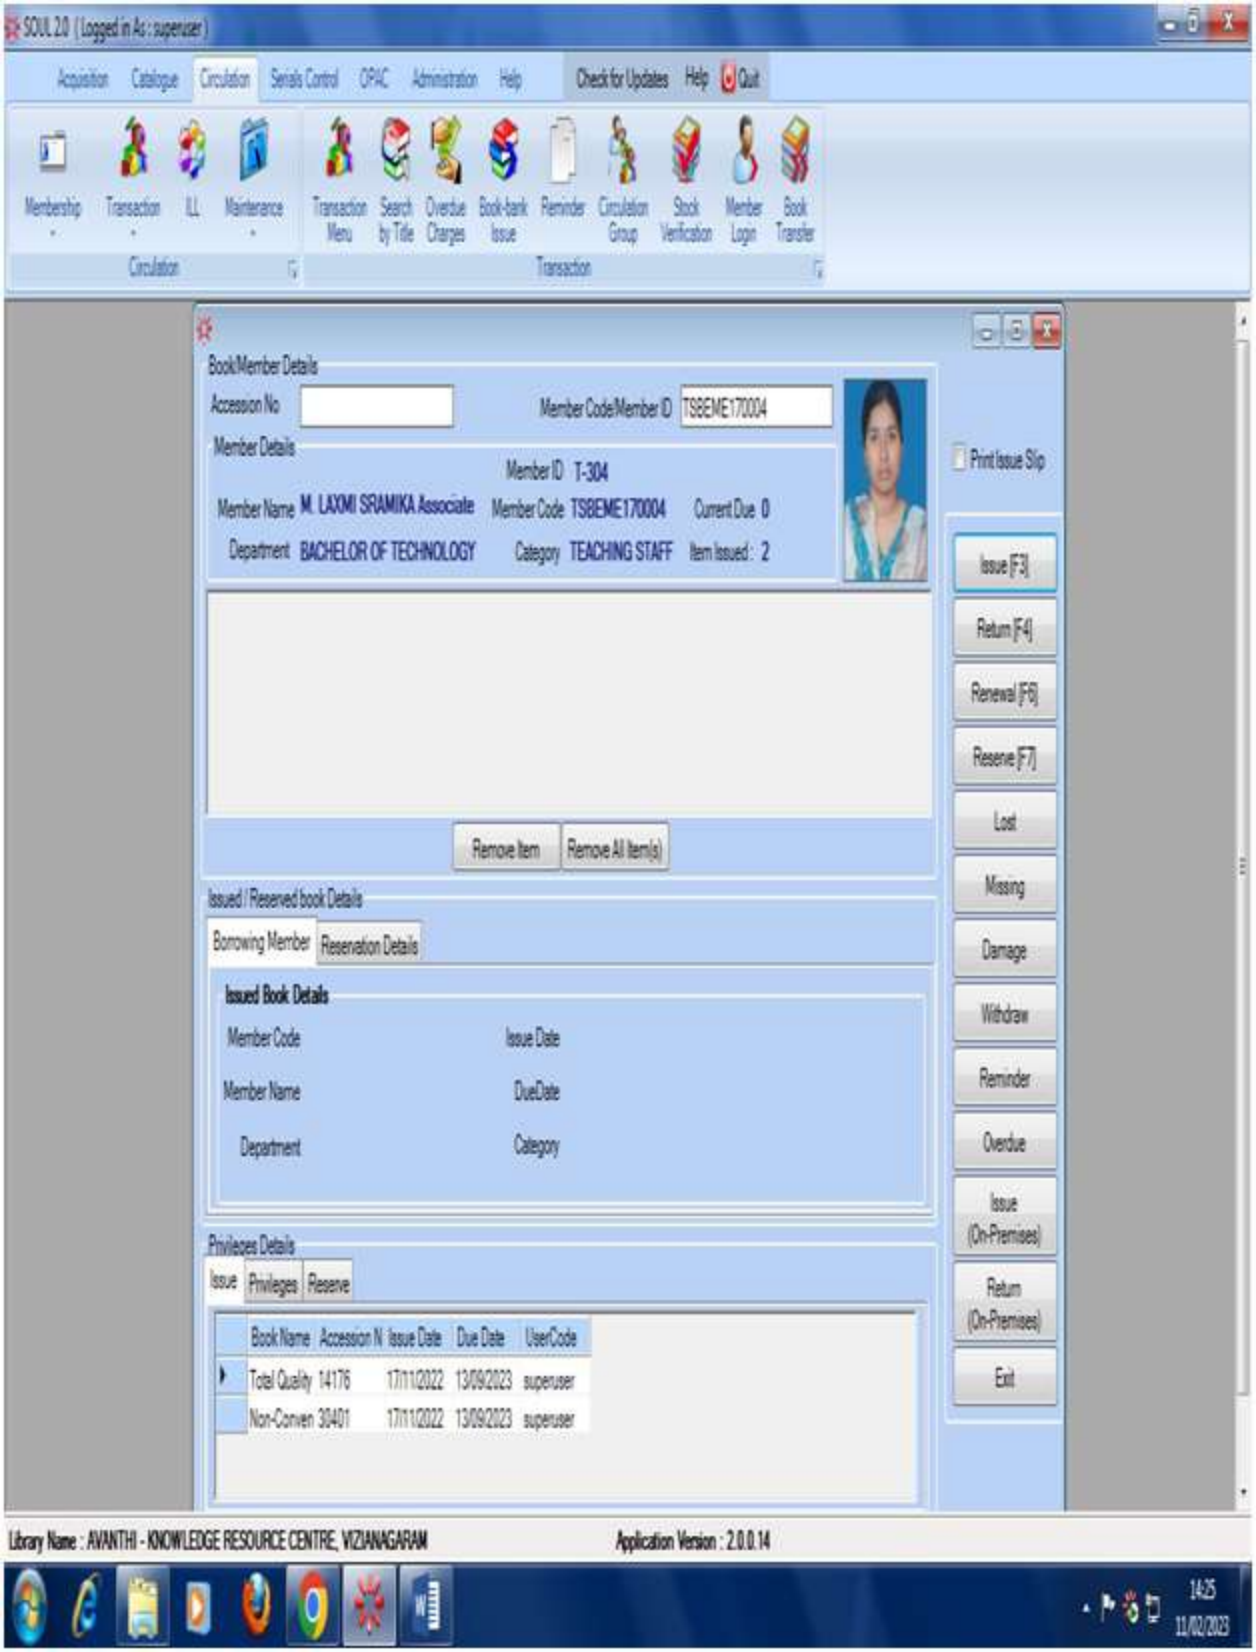 SOUL 2.0 ( Logged in As : superuser )
Acquisition Catalogue Circulation Serials Control OPAC Administration Help Check for Updates Help Quit
Membership Transaction ILL Maintenance Transaction Menu Search by Title Overdue Charges Book-bank Issue Reminder Circulation Group Stock Verification Member Login Book Transfer
Circulation Transaction
Book/Member Details
Accession No Member Code/Member ID TSBEME170004
Print Issue Slip
Member Details
Member ID T-304
Member Name M. LAXMI SRAMIKA Associate Member Code TSBEME170004 Current Due 0
Department BACHELOR OF TECHNOLOGY Category TEACHING STAFF Item Issued : 2
Issue [F3]
Return [F4]
Renewal [F6]
Reserve [F7]
Lost
Missing
Damage
Withdraw
Reminder
Overdue
Issue
(On-Premises)
Return
(On-Premises)
Exit
Remove Item Remove All Item(s)
Issued / Reserved book Details
Borrowing Member Reservation Details
Issued Book Details
Member Code Issue Date
Member Name DueDate
Department Category
Privileges Details
Issue Privileges Reserve
Book Name Accession N Issue Date Due Date UserCode
Total Quality 14176 17/11/2022 13/09/2023 superuser
Non-Conven 30401 17/11/2022 13/09/2023 superuser
Library Name : AVANTHI - KNOWLEDGE RESOURCE CENTRE, VIZIANAGARAM Application Version : 2.0.0.14
14:25
11/02/2023